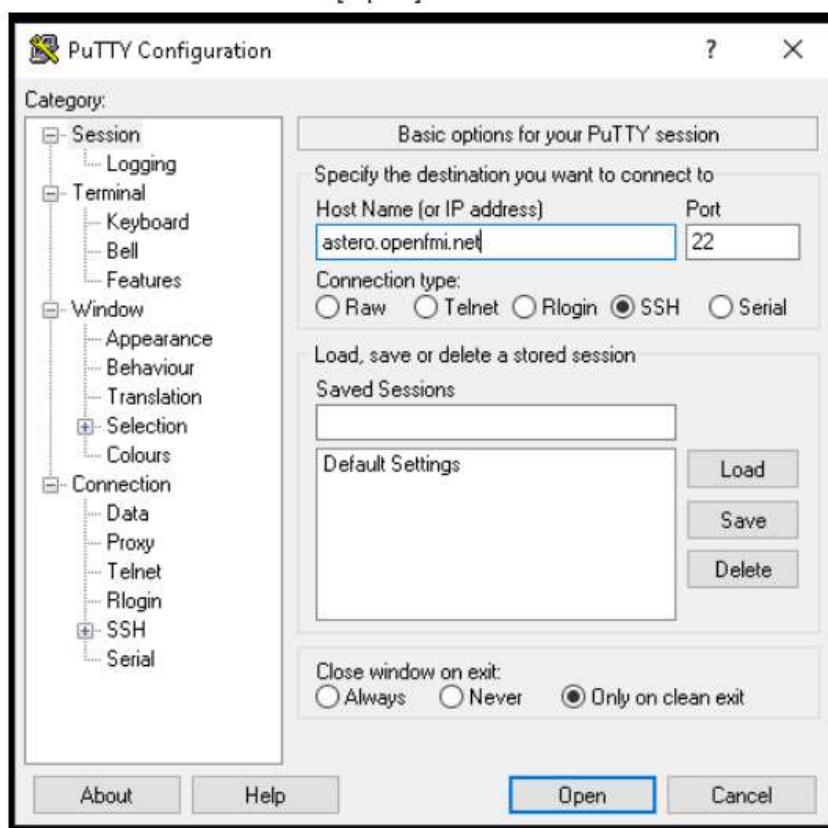 PuTTY Configuration ? ×
Category:
Session
Logging
Terminal
Keyboard
Bell
Features
Window
Appearance
Behaviour
Translation
Selection
Colours
Connection
Data
Proxy
Telnet
Rlogin
SSH
Serial
Basic options for your PuTTY session
Specify the destination you want to connect to
Host Name (or IP address) Port
astero.openfmi.net 22
Connection type:
Raw Telnet Rlogin SSH Serial
Load, save or delete a stored session
Saved Sessions
Default Settings
Load
Save
Delete
Close window on exit:
Always Never Only on clean exit
About Help Open Cancel